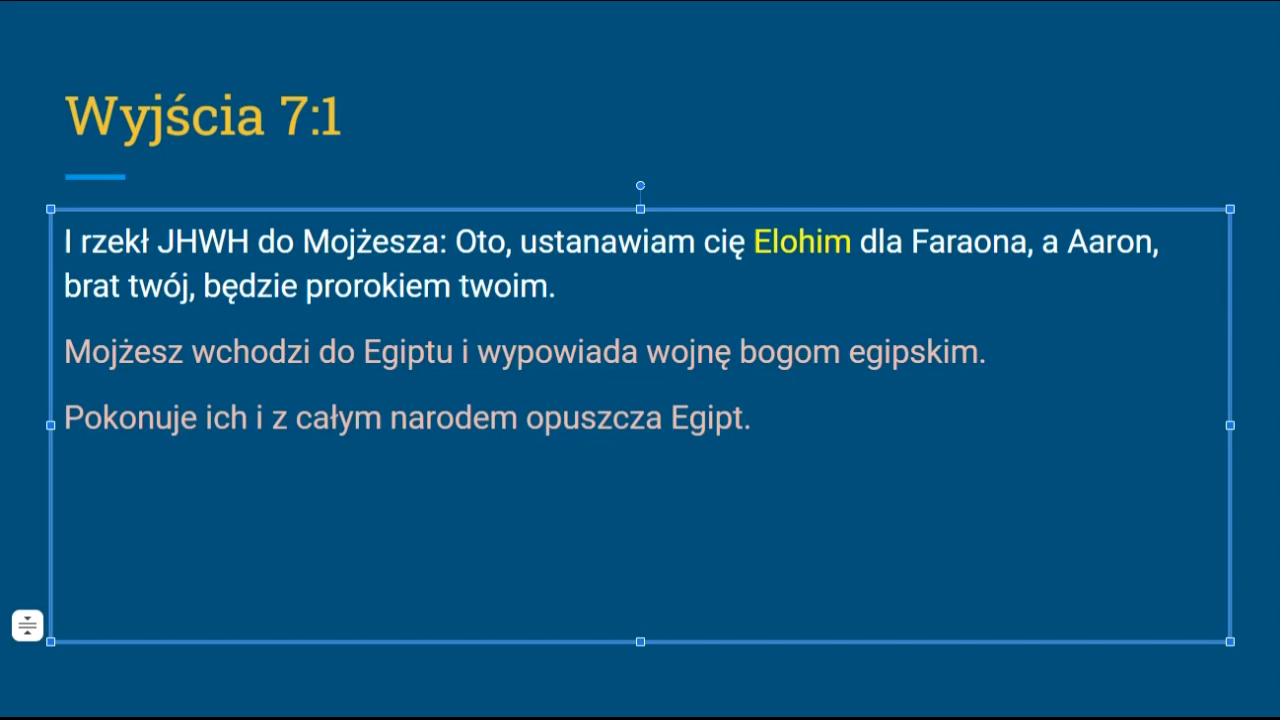 Wyjścia 7:1
I rzekł JHWH do Mojżesza: Oto, ustanawiam cię Elohim dla Faraona, a Aaron,
brat twój, będzie prorokiem twoim.
Mojżesz wchodzi do Egiptu i wypowiada wojnę bogom egipskim.
Pokonuje ich i z całym narodem opuszcza Egipt.